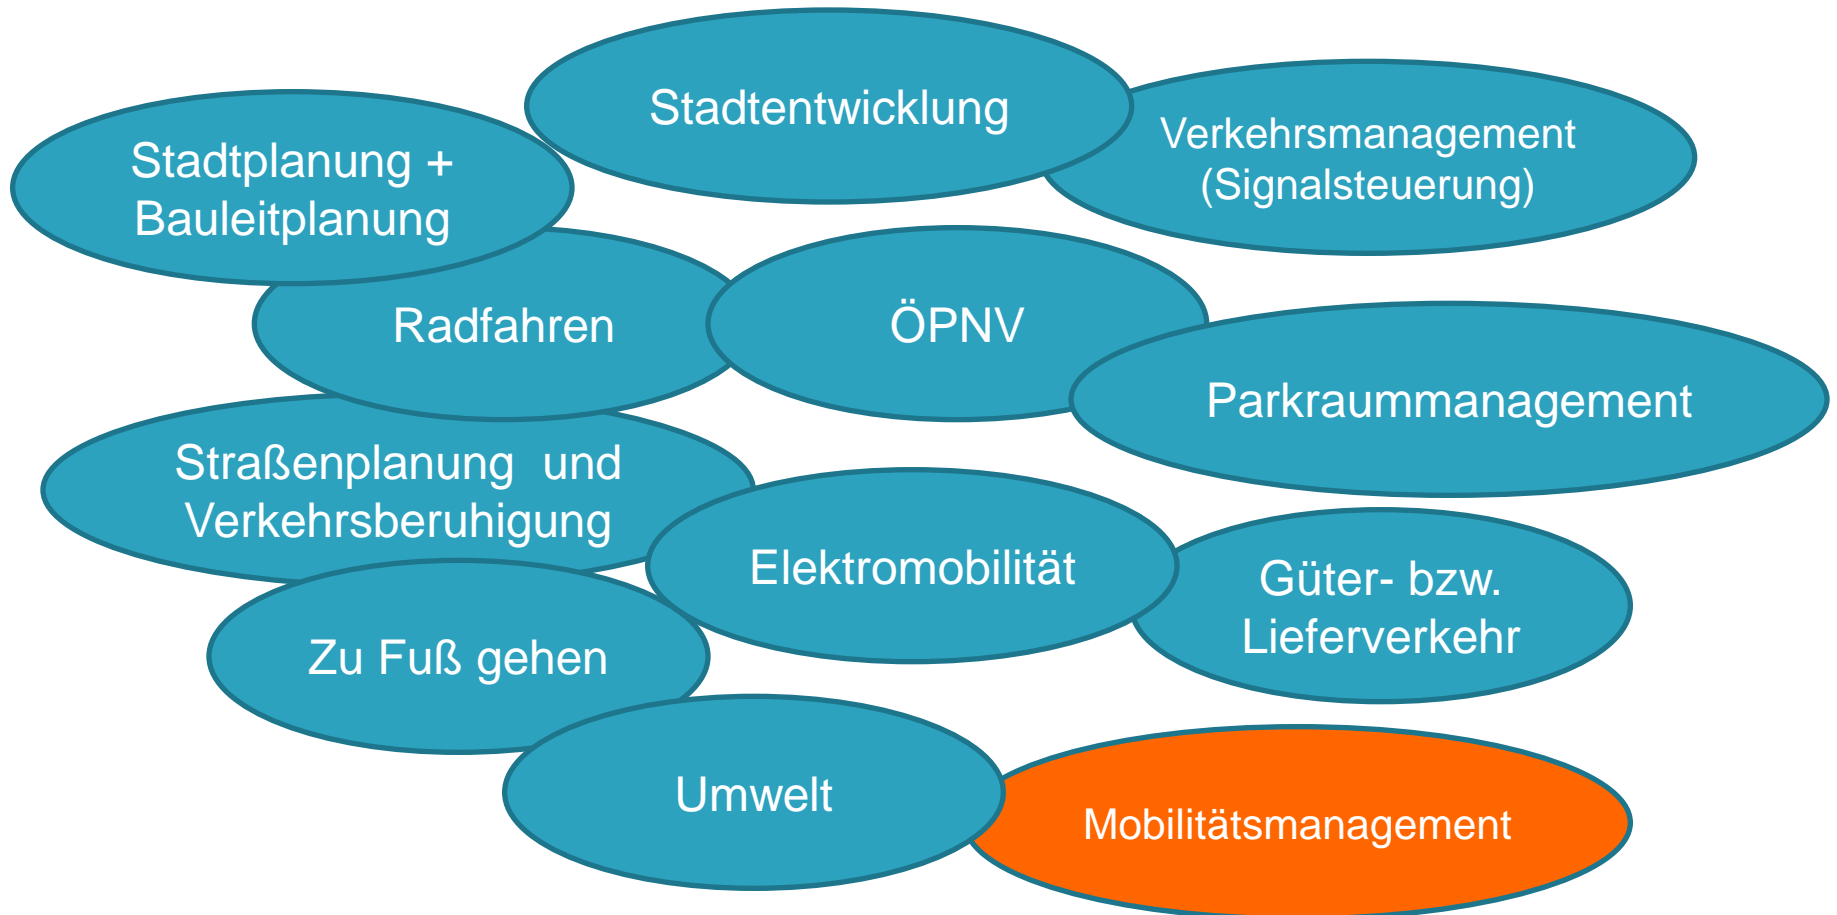 Stadtentwicklung
Verkehrsmanagement
(Signalsteuerung)
Stadtplanung +
Bauleitplanung
Radfahren
ÖPNV
Parkraummanagement
Straßenplanung und
Verkehrsberuhigung
Elektromobilität
Güter- bzw.
Lieferverkehr
Zu Fuß gehen
Umwelt
Mobilitätsmanagement